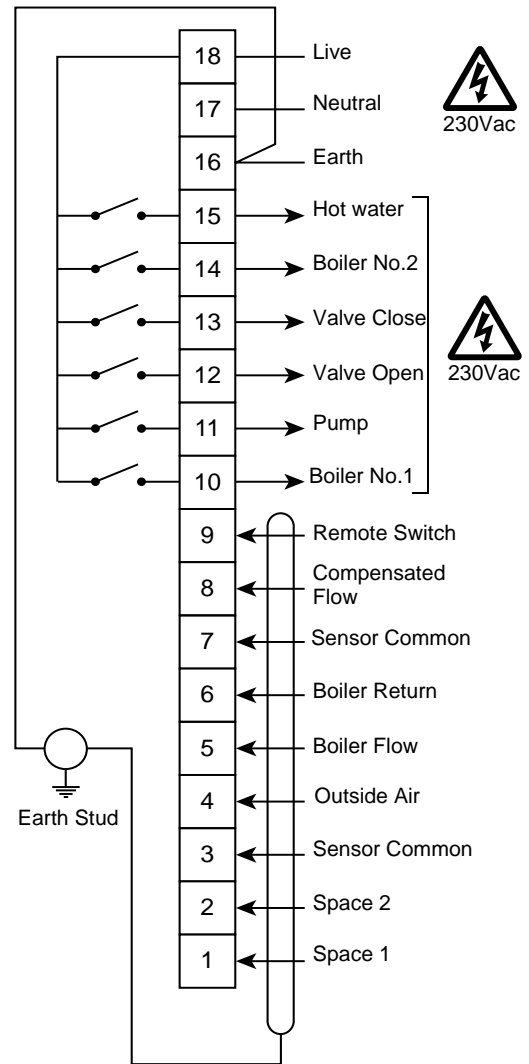 18 Live
17 Neutral
230Vac
16 Earth
15 Hot water
14 Boiler No.2
13 Valve Close
12 Valve Open
230Vac
11 Pump
10 Boiler No.1
9 Remote Switch
8 Compensated
Flow
7 Sensor Common
6 Boiler Return
5 Boiler Flow
4 Outside Air
Earth Stud
3 Sensor Common
2 Space 2
1 Space 1